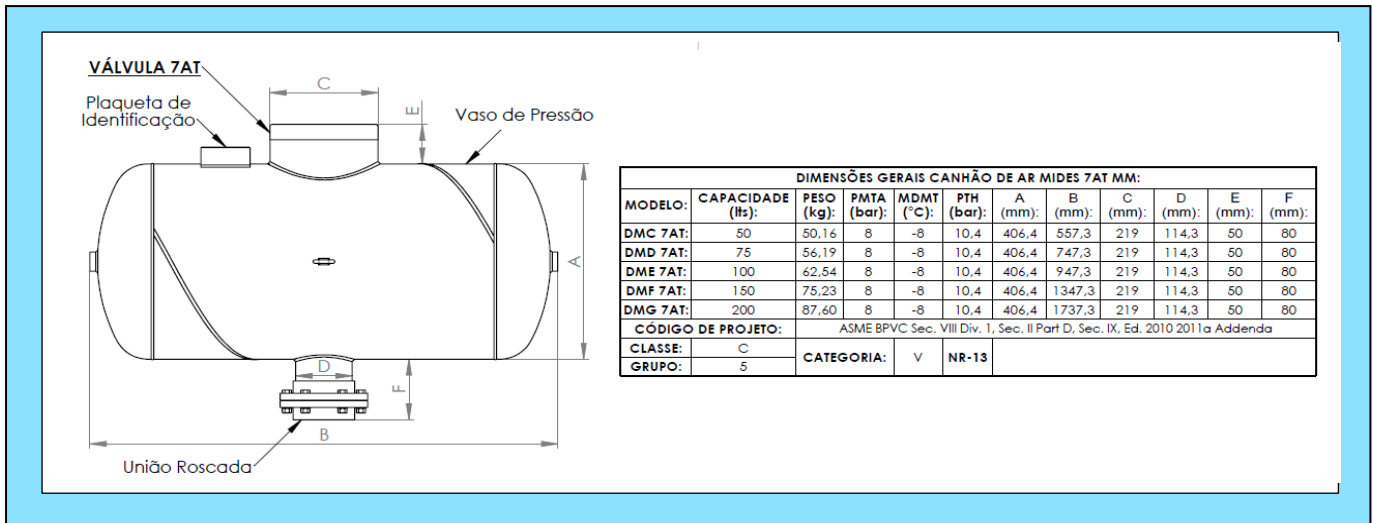 VÁLVULA 7AT
Plaqueta de
Identificação
C
E
Vaso de Pressão
A
D
F
B
União Roscada
DIMENSÕES GERAIS CANHÃO DE AR MIDES 7AT MM:
MODELO: CAPACIDADE (lts): PESO (kg): PMTA (bar): MDMT (°C): PTH (bar): A (mm): B (mm): C (mm): D (mm): E (mm): F (mm):
DMC 7AT: 50 50,16 8 -8 10,4 406,4 557,3 219 114,3 50 80
DMD 7AT: 75 56,19 8 -8 10,4 406,4 747,3 219 114,3 50 80
DME 7AT: 100 62,54 8 -8 10,4 406,4 947,3 219 114,3 50 80
DMF 7AT: 150 75,23 8 -8 10,4 406,4 1347,3 219 114,3 50 80
DMG 7AT: 200 87,60 8 -8 10,4 406,4 1737,3 219 114,3 50 80
CÓDIGO DE PROJETO: ASME BPVC Sec. VIII Div. 1, Sec. II Part D, Sec. IX, Ed. 2010 2011a Addenda
CLASSE: C CATEGORIA: V NR-13
GRUPO: 5